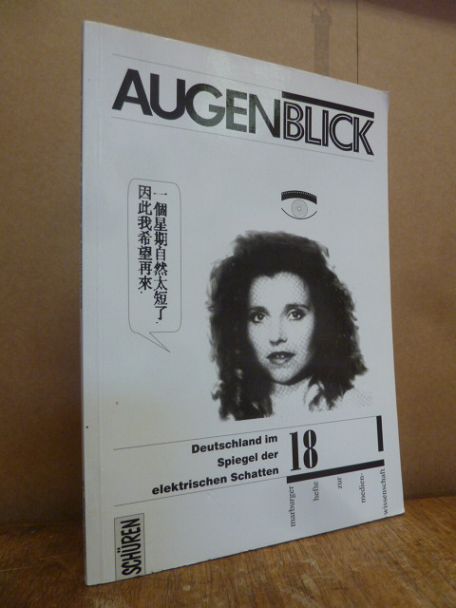 AUGENBLICK
一個星期自然太短了.
因此我希望再來.
Deutschland im
Spiegel der
elektrischen Schatten
18
marburger
hefte
zur
medien-
wissenschaft
SCHÜREN